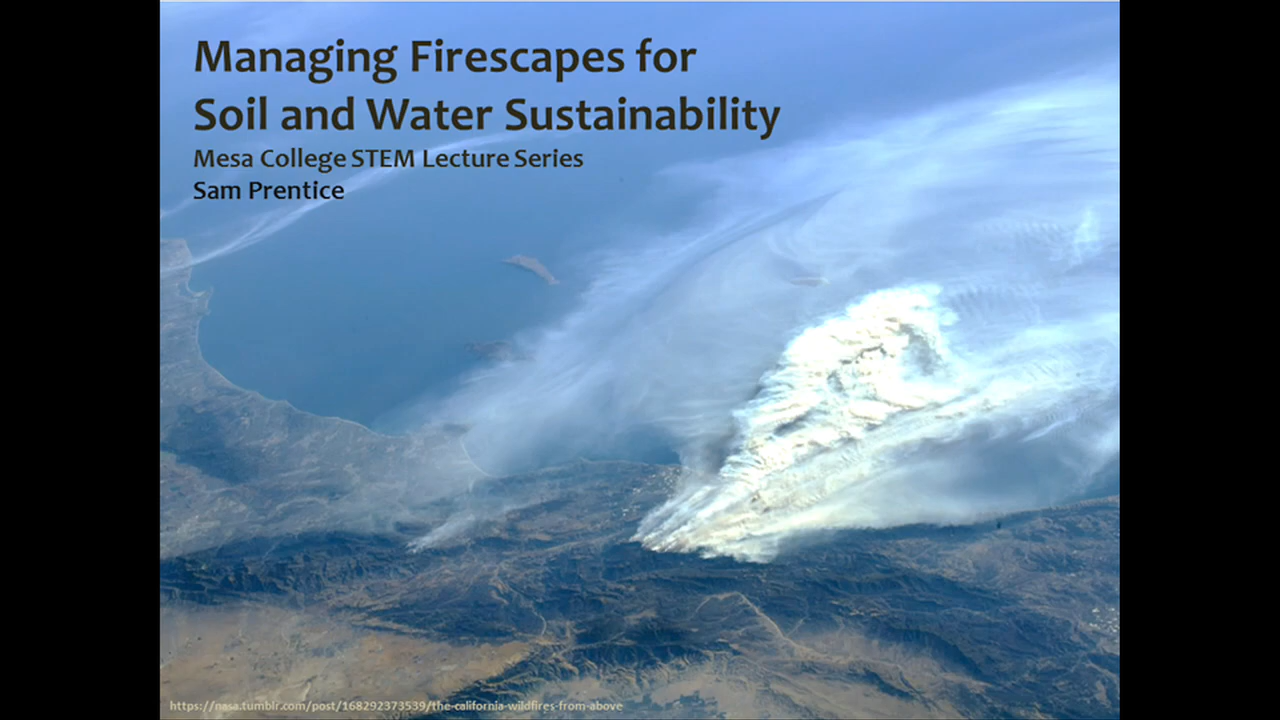 Managing Firescapes for
Soil and Water Sustainability
Mesa College STEM Lecture Series
Sam Prentice
https://nasa.tumblr.com/post/168292373539/the-california-wildfires-from-above